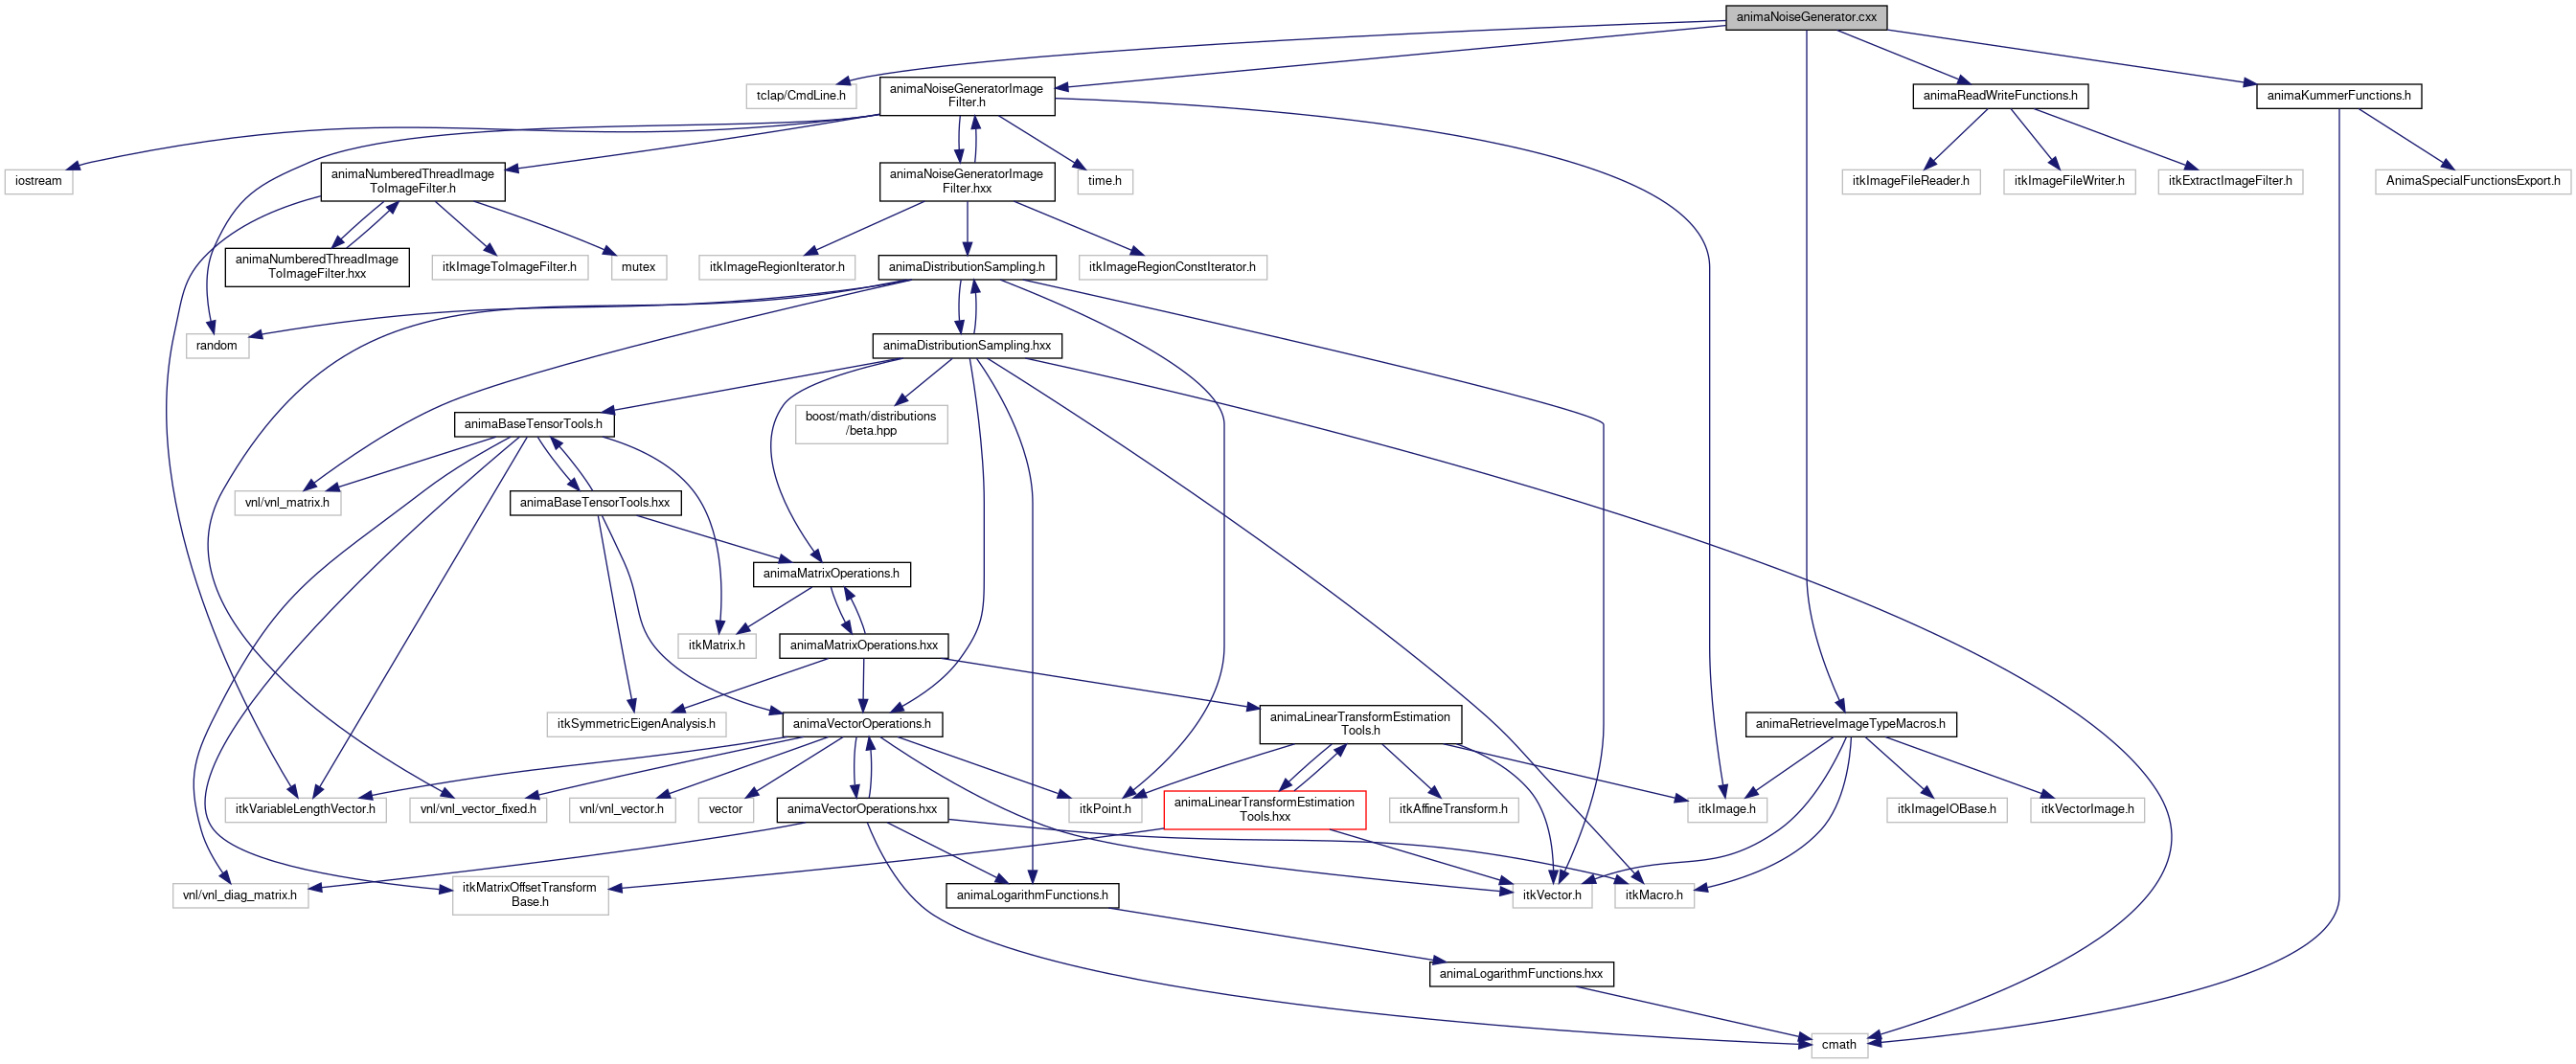 animaNoiseGenerator.cxx
tclap/CmdLine.h
animaNoiseGeneratorImage
Filter.h
animaReadWriteFunctions.h
animaKummerFunctions.h
iostream
animaNumberedThreadImage
ToImageFilter.h
animaNoiseGeneratorImage
Filter.hxx
time.h
itkImageFileReader.h
itkImageFileWriter.h
itkExtractImageFilter.h
AnimaSpecialFunctionsExport.h
animaNumberedThreadImage
ToImageFilter.hxx
itkImageToImageFilter.h
mutex
itkImageRegionIterator.h
animaDistributionSampling.h
itkImageRegionConstIterator.h
random
animaDistributionSampling.hxx
animaBaseTensorTools.h
boost/math/distributions
/beta.hpp
vnl/vnl_matrix.h
animaBaseTensorTools.hxx
animaMatrixOperations.h
itkMatrix.h
animaMatrixOperations.hxx
itkSymmetricEigenAnalysis.h
animaVectorOperations.h
animaLinearTransformEstimation
Tools.h
animaRetrieveImageTypeMacros.h
itkVariableLengthVector.h
vnl/vnl_vector_fixed.h
vnl/vnl_vector.h
vector
animaVectorOperations.hxx
itkPoint.h
animaLinearTransformEstimation
Tools.hxx
itkAffineTransform.h
itkImage.h
itkImageIOBase.h
itkVectorImage.h
vnl/vnl_diag_matrix.h
itkMatrixOffsetTransform
Base.h
animaLogarithmFunctions.h
itkVector.h
itkMacro.h
animaLogarithmFunctions.hxx
cmath